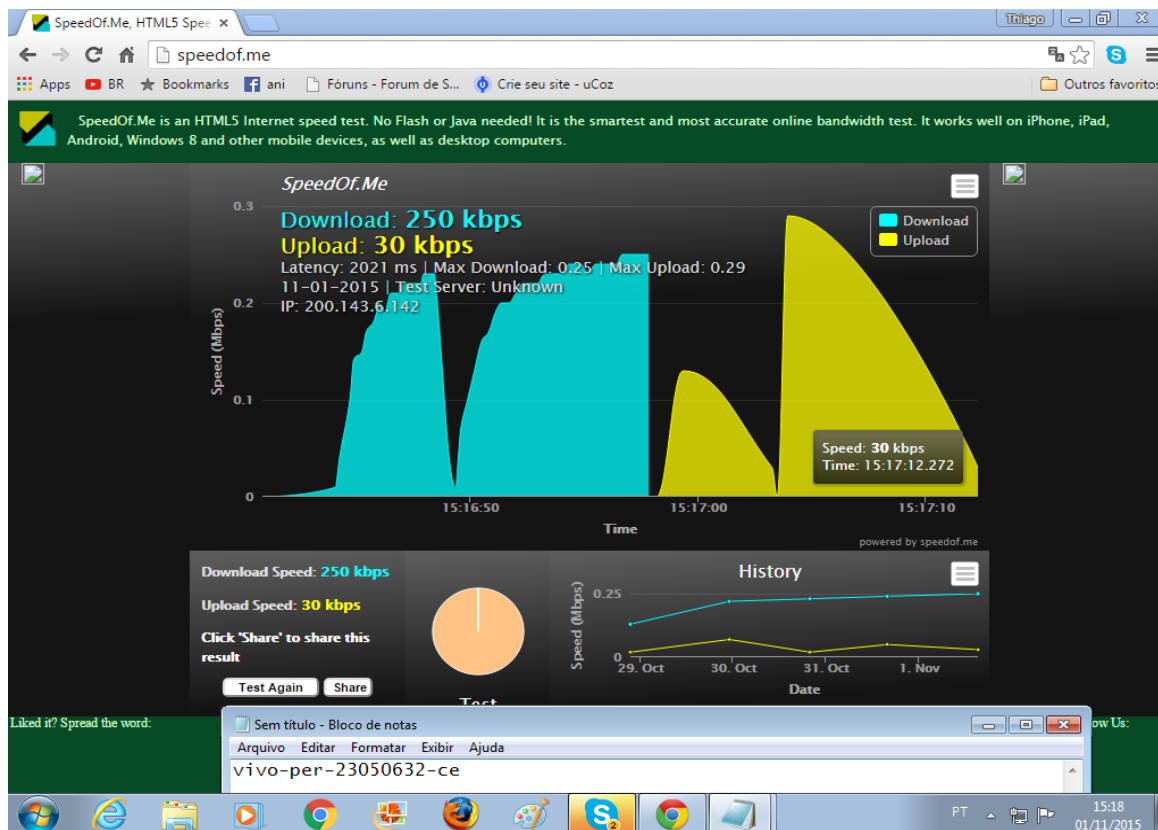 SpeedOf.Me, HTML5 Spee
Thiago
speedof.me
Apps BR Bookmarks ani Fóruns - Forum de S... Crie seu site - uCoz Outros favoritos
SpeedOf.Me is an HTML5 Internet speed test. No Flash or Java needed! It is the smartest and most accurate online bandwidth test. It works well on iPhone, iPad,
Android, Windows 8 and other mobile devices, as well as desktop computers.
SpeedOf.Me
Download: 250 kbps
Upload: 30 kbps
Latency: 2021 ms | Max Download: 0.25 | Max Upload: 0.29
11-01-2015 | Test Server: Unknown
IP: 200.143.6.142
Download
Upload
0.3
0.2
0.1
0
Speed (Mbps)
Speed: 30 kbps
Time: 15:17:12.272
15:16:50 15:17:00 15:17:10
Time
powered by speedof.me
Download Speed: 250 kbps
Upload Speed: 30 kbps
Click 'Share' to share this
result
Test Again Share
Test
History
0.25
0
Speed (Mbps)
29. Oct 30. Oct 31. Oct 1. Nov
Date
Liked it? Spread the word:
ow Us:
Sem título - Bloco de notas
Arquivo Editar Formatar Exibir Ajuda
vivo-per-23050632-ce
S 2
PT
15:18
01/11/2015